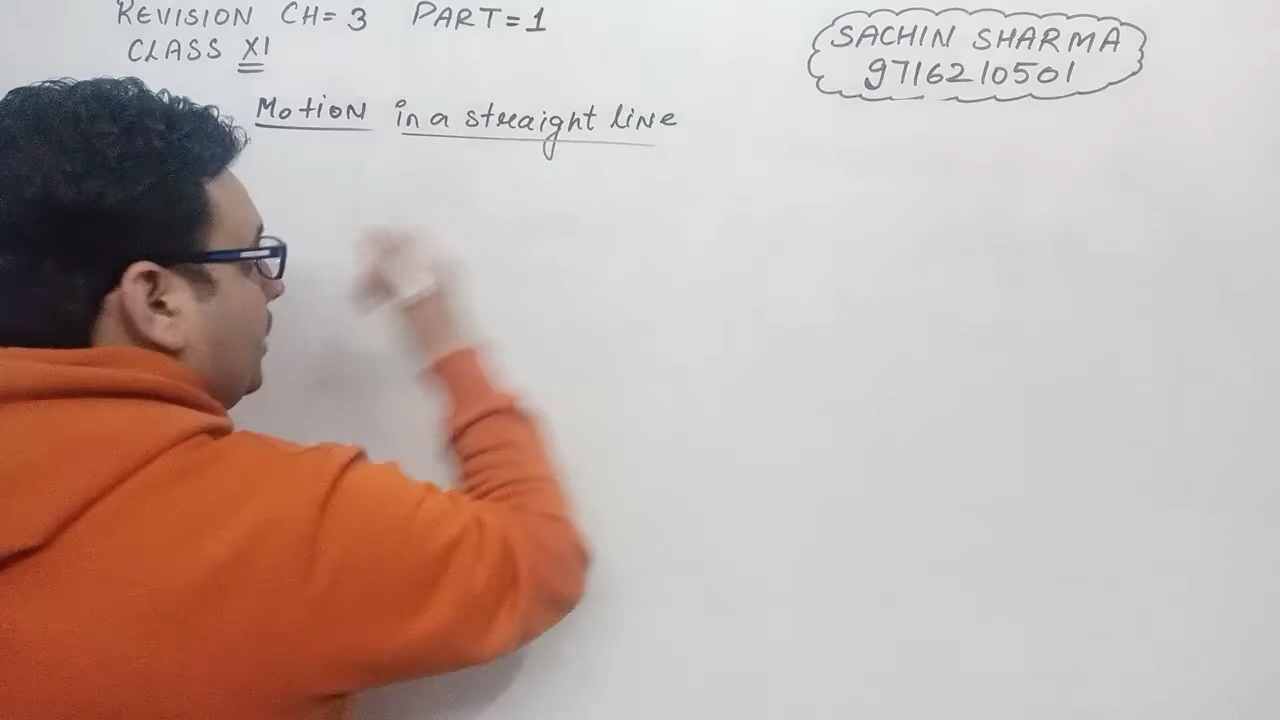 REVISION CH= 3 PART= 1
CLASS XI
MOTION in a straight line
SACHIN SHARMA
9716210501